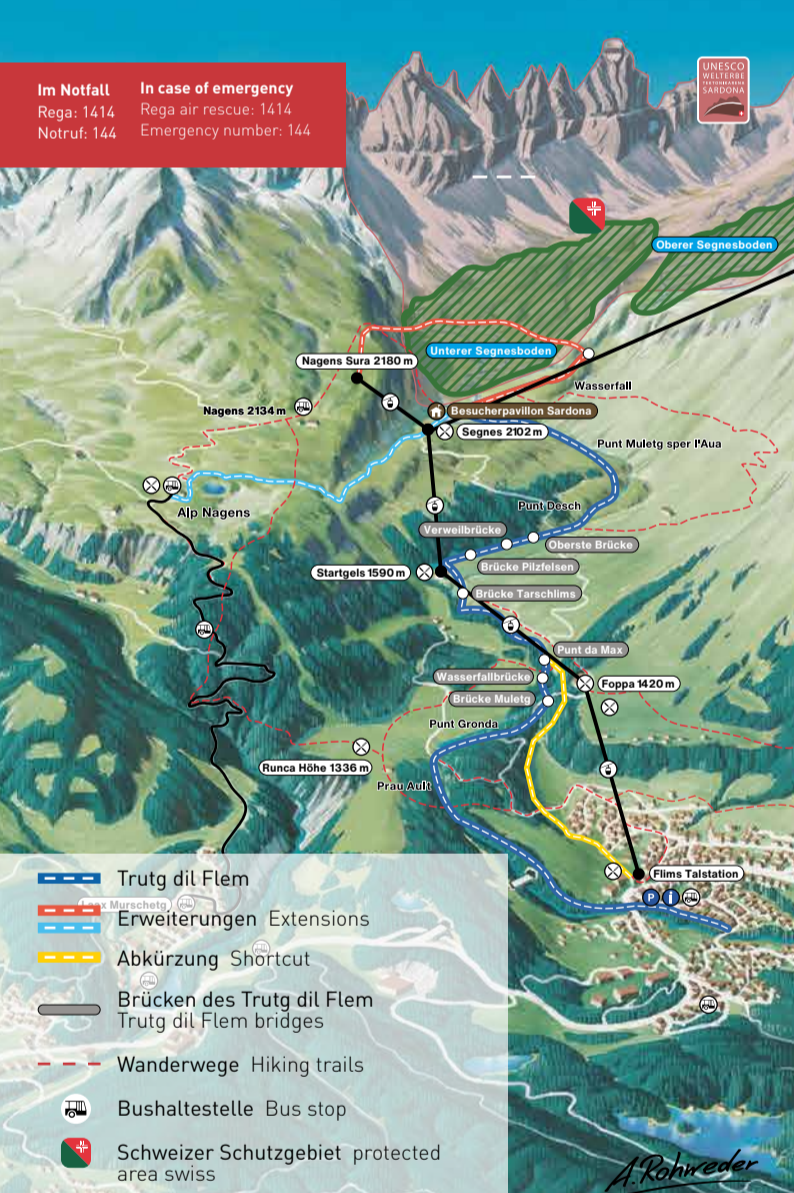 Im Notfall
Rega: 1414
Notruf: 144
In case of emergency
Rega air rescue: 1414
Emergency number: 144
UNESCO
WELTERBE
TEKTONIKARENA
SARDONA
Oberer Segnesboden
Unterer Segnesboden
Nagens Sura 2180 m
Wasserfall
Nagens 2134 m
Besucherpavillon Sardona
Segnes 2102 m
Punt Muletg sper l'Aua
Alp Nagens
Punt Desch
Verweilbrücke
Oberste Brücke
Brücke Pilzfelsen
Startgels 1590 m
Brücke Tarschlims
Punt da Max
Wasserfallbrücke
Foppa 1420 m
Brücke Muletg
Punt Gronda
Runca Höhe 1336 m
Prau Ault
Flims Talstation
P i
Trutg dil Flem
Laax Murschetg
Erweiterungen Extensions
Abkürzung Shortcut
Brücken des Trutg dil Flem
Trutg dil Flem bridges
Wanderwege Hiking trails
Bushaltestelle Bus stop
Schweizer Schutzgebiet protected
area swiss
A. Rohweder